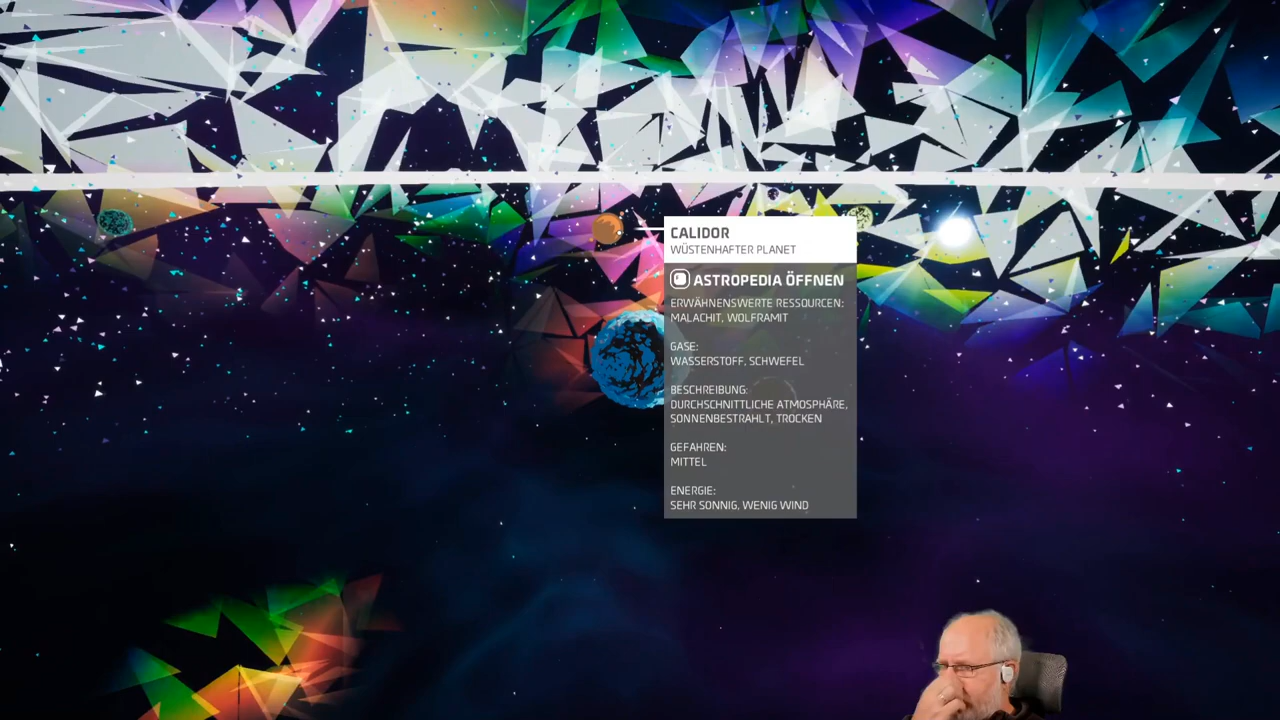 CALIDOR
WÜSTENHAFTER PLANET
ASTROPEDIA ÖFFNEN
ERWÄHNENSWERTE RESSOURCEN:
MALACHIT, WOLFRAMIT
GASE:
WASSERSTOFF, SCHWEFEL
BESCHREIBUNG:
DURCHSCHNITTLICHE ATMOSPHÄRE,
SONNENBESTRAHLT, TROCKEN
GEFAHREN:
MITTEL
ENERGIE:
SEHR SONNIG, WENIG WIND